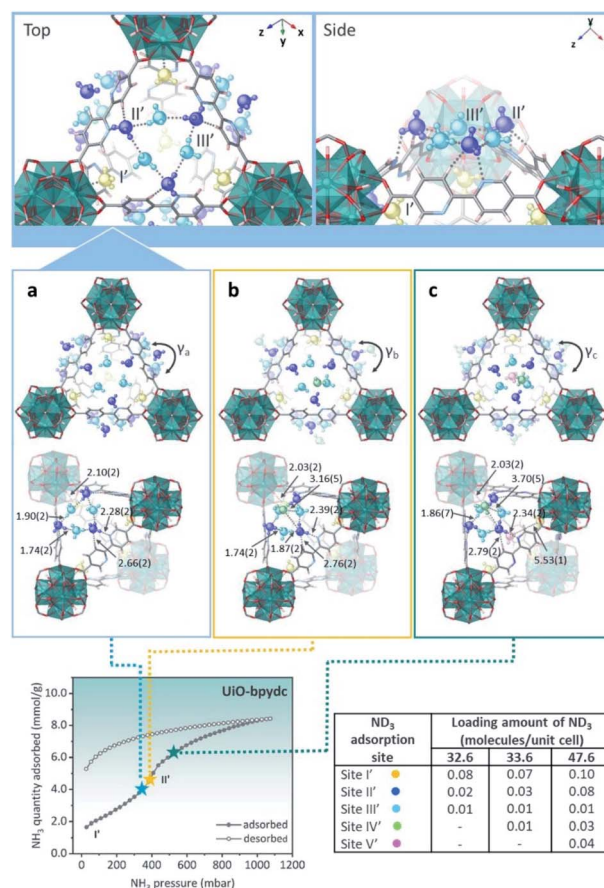 Top
z
x
y
II'
III'
I'
Side
y
z
x
III'
II'
I'
a
γa
2.10(2)
1.90(2)
2.28(2)
1.74(2)
2.66(2)
b
γb
2.03(2)
3.16(5)
2.39(2)
1.74(2)
1.87(2)
2.76(2)
c
γc
2.03(2)
3.70(5)
1.86(7)
2.34(2)
2.79(2)
5.53(1)
UiO-bpydc
NH3 quantity adsorbed (mmol/g)
10.0
8.0
6.0
4.0
2.0
0.0
I'
II'
adsorbed
desorbed
0 200 400 600 800 1000 1200
NH3 pressure (mbar)
ND3 adsorption site
Loading amount of ND3 (molecules/unit cell)
32.6 33.6 47.6
Site I' 0.08 0.07 0.10
Site II' 0.02 0.03 0.08
Site III' 0.01 0.01 0.01
Site IV' - 0.01 0.03
Site V' - - 0.04